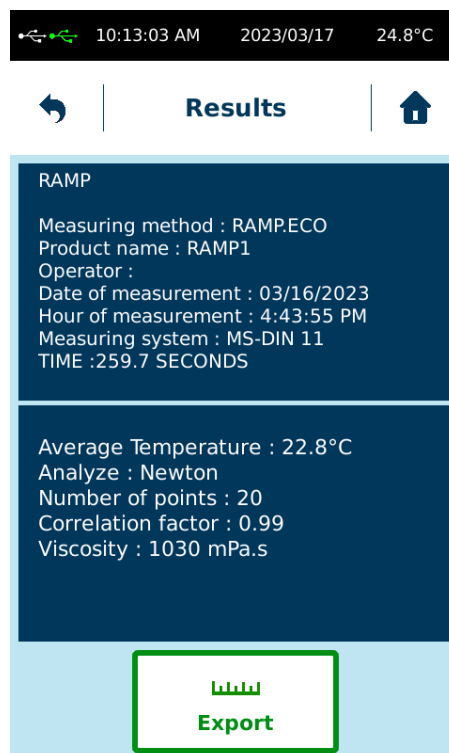 10:13:03 AM 2023/03/17 24.8°C
Results
RAMP
Measuring method : RAMP.ECO
Product name : RAMP1
Operator :
Date of measurement : 03/16/2023
Hour of measurement : 4:43:55 PM
Measuring system : MS-DIN 11
TIME :259.7 SECONDS
Average Temperature : 22.8°C
Analyze : Newton
Number of points : 20
Correlation factor : 0.99
Viscosity : 1030 mPa.s
Export